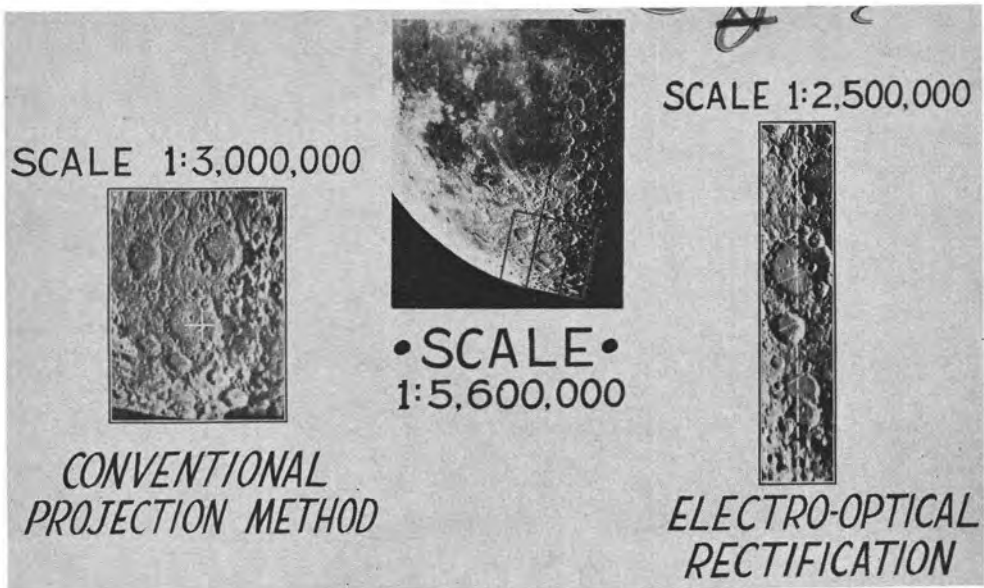 SCALE 1:3,000,000
CONVENTIONAL
PROJECTION METHOD
•SCALE•
1:5,600,000
SCALE 1:2,500,000
ELECTRO-OPTICAL
RECTIFICATION